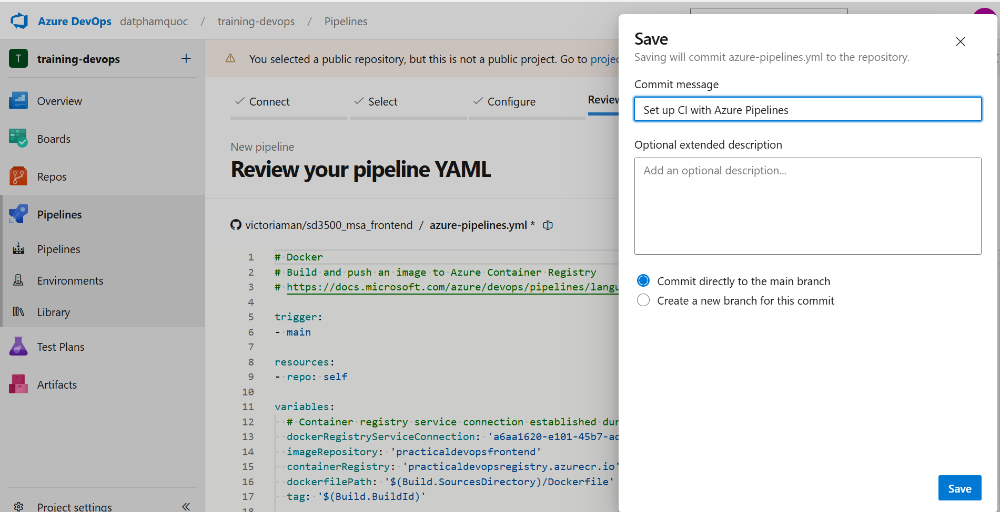 Azure DevOps datphamquoc / training-devops / Pipelines
T training-devops +
Overview
Boards
Repos
Pipelines
Pipelines
Environments
Library
Test Plans
Artifacts
Project settings
You selected a public repository, but this is not a public project. Go to
Connect
Select
Configure
New pipeline
Review your pipeline YAML
victoriaman/sd3500_msa_frontend / azure-pipelines.yml *
1 # Docker
2 # Build and push an image to Azure Container Registry
3 # https://docs.microsoft.com/azure/devops/pipelines/langu
4
5 trigger:
6 - main
7
8 resources:
9 - repo: self
10
11 variables:
12 # Container registry service connection established dur
13 dockerRegistryServiceConnection: 'a6aa1620-e101-45b7-ad
14 imageRepository: 'practicaldevopsfrontend'
15 containerRegistry: 'practicaldevopsregistry.azurecr.io'
16 dockerfilePath: '$(Build.SourcesDirectory)/Dockerfile'
17 tag: '$(Build.BuildId)'
18
Save
Saving will commit azure-pipelines.yml to the repository.
Commit message
Set up CI with Azure Pipelines
Optional extended description
Add an optional description...
Commit directly to the main branch
Create a new branch for this commit
Save